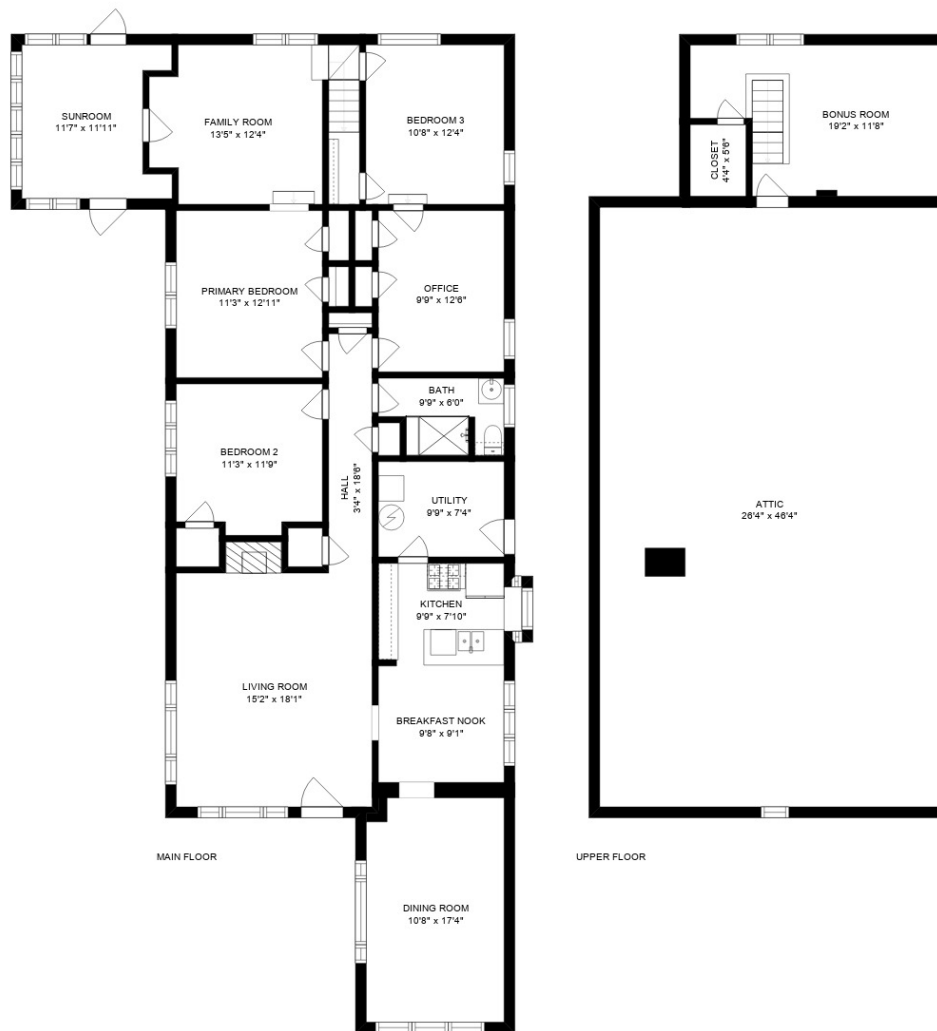 SUNROOM
11'7" x 11'11"
FAMILY ROOM
13'5" x 12'4"
BEDROOM 3
10'8" x 12'4"
PRIMARY BEDROOM
11'3" x 12'11"
OFFICE
9'9" x 12'6"
BATH
9'9" x 6'0"
BEDROOM 2
11'3" x 11'9"
HALL
3'4" x 18'6"
UTILITY
9'9" x 7'4"
KITCHEN
9'9" x 7'10"
LIVING ROOM
15'2" x 18'1"
BREAKFAST NOOK
9'8" x 9'1"
DINING ROOM
10'8" x 17'4"
MAIN FLOOR
BONUS ROOM
19'2" x 11'8"
CLOSET
4'4" x 5'6"
ATTIC
26'4" x 46'4"
UPPER FLOOR